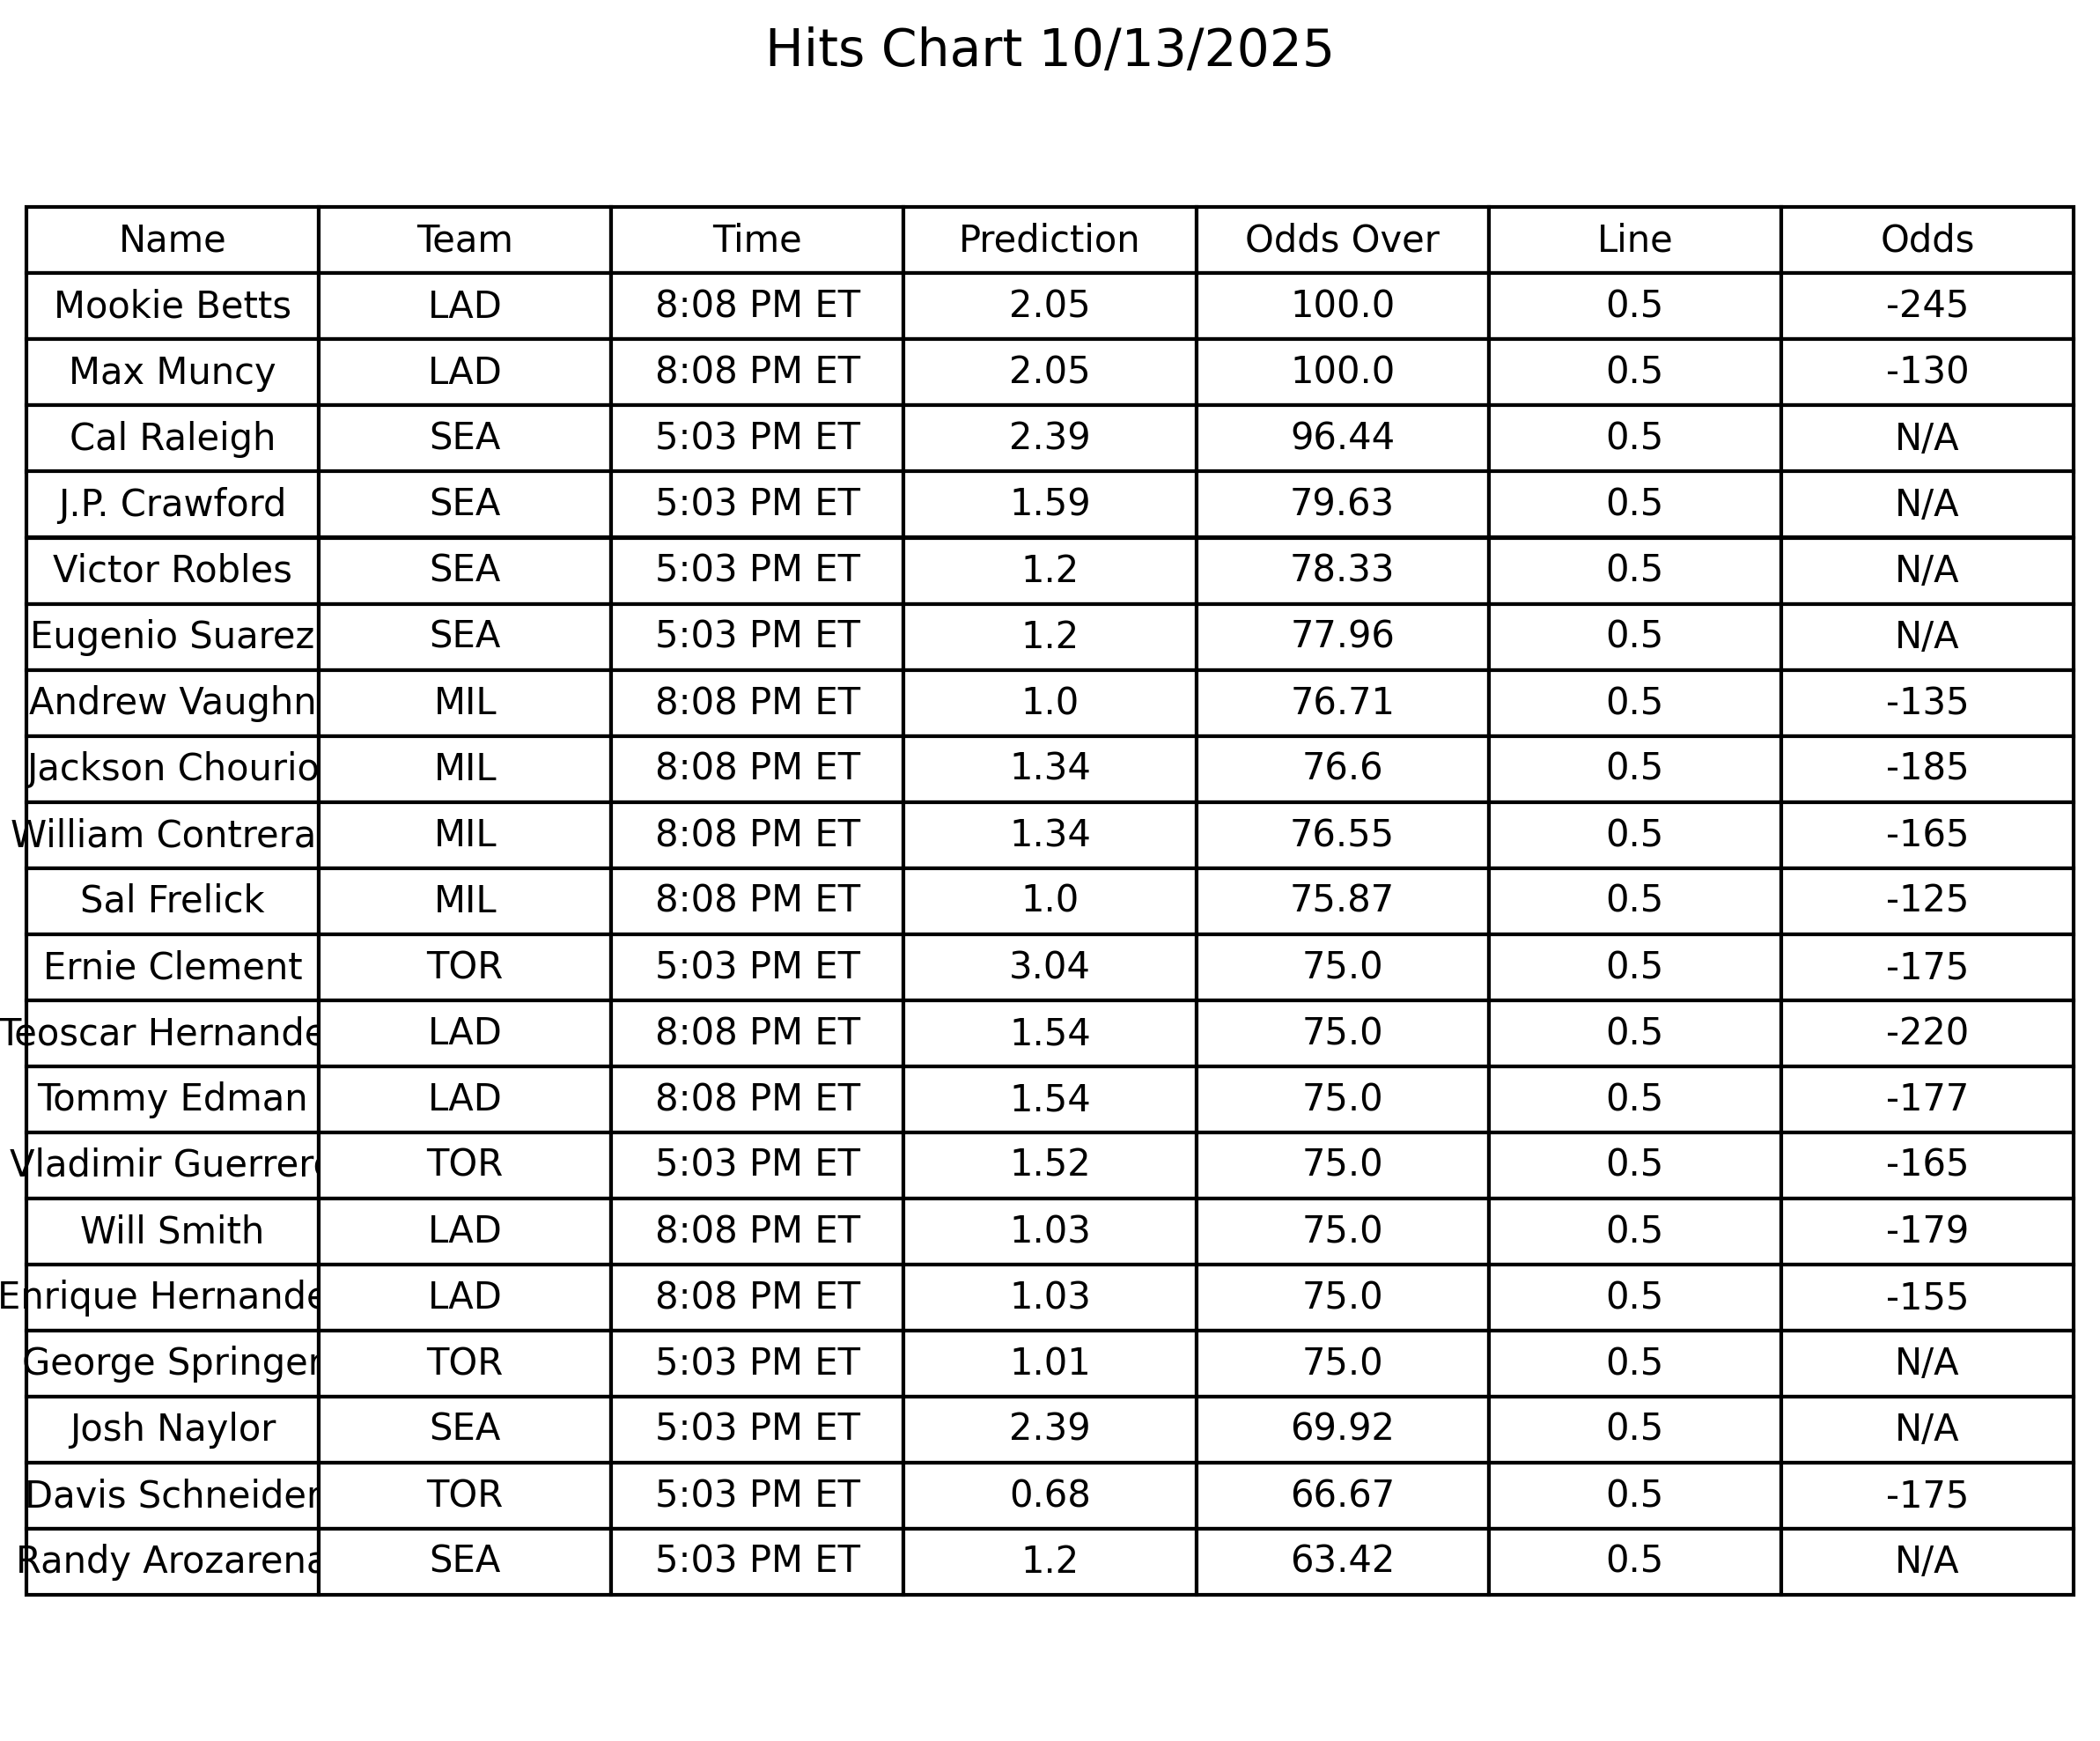 Hits Chart 10/13/2025
Name Team Time Prediction Odds Over Line Odds
Mookie Betts LAD 8:08 PM ET 2.05 100.0 0.5 -245
Max Muncy LAD 8:08 PM ET 2.05 100.0 0.5 -130
Cal Raleigh SEA 5:03 PM ET 2.39 96.44 0.5 N/A
J.P. Crawford SEA 5:03 PM ET 1.59 79.63 0.5 N/A
Victor Robles SEA 5:03 PM ET 1.2 78.33 0.5 N/A
Eugenio Suarez SEA 5:03 PM ET 1.2 77.96 0.5 N/A
Andrew Vaughn MIL 8:08 PM ET 1.0 76.71 0.5 -135
Jackson Chourio MIL 8:08 PM ET 1.34 76.6 0.5 -185
William Contrera MIL 8:08 PM ET 1.34 76.55 0.5 -165
Sal Frelick MIL 8:08 PM ET 1.0 75.87 0.5 -125
Ernie Clement TOR 5:03 PM ET 3.04 75.0 0.5 -175
Teoscar Hernande LAD 8:08 PM ET 1.54 75.0 0.5 -220
Tommy Edman LAD 8:08 PM ET 1.54 75.0 0.5 -177
Vladimir Guerrero TOR 5:03 PM ET 1.52 75.0 0.5 -165
Will Smith LAD 8:08 PM ET 1.03 75.0 0.5 -179
Enrique Hernande LAD 8:08 PM ET 1.03 75.0 0.5 -155
George Springer TOR 5:03 PM ET 1.01 75.0 0.5 N/A
Josh Naylor SEA 5:03 PM ET 2.39 69.92 0.5 N/A
Davis Schneider TOR 5:03 PM ET 0.68 66.67 0.5 -175
Randy Arozarena SEA 5:03 PM ET 1.2 63.42 0.5 N/A